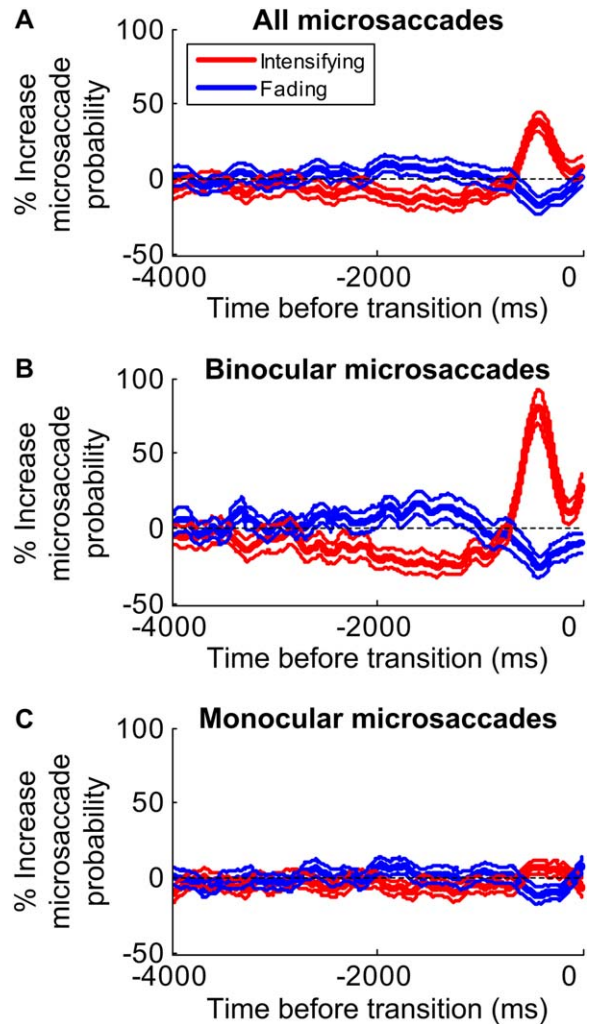 A
All microsaccades
% Increase
microsaccade
probability
100
50
0
-50
Intensifying
Fading
-4000
-2000
0
Time before transition (ms)
B
Binocular microsaccades
% Increase
microsaccade
probability
100
50
0
-50
-4000
-2000
0
Time before transition (ms)
C
Monocular microsaccades
% Increase
microsaccade
probability
100
50
0
-50
-4000
-2000
0
Time before transition (ms)